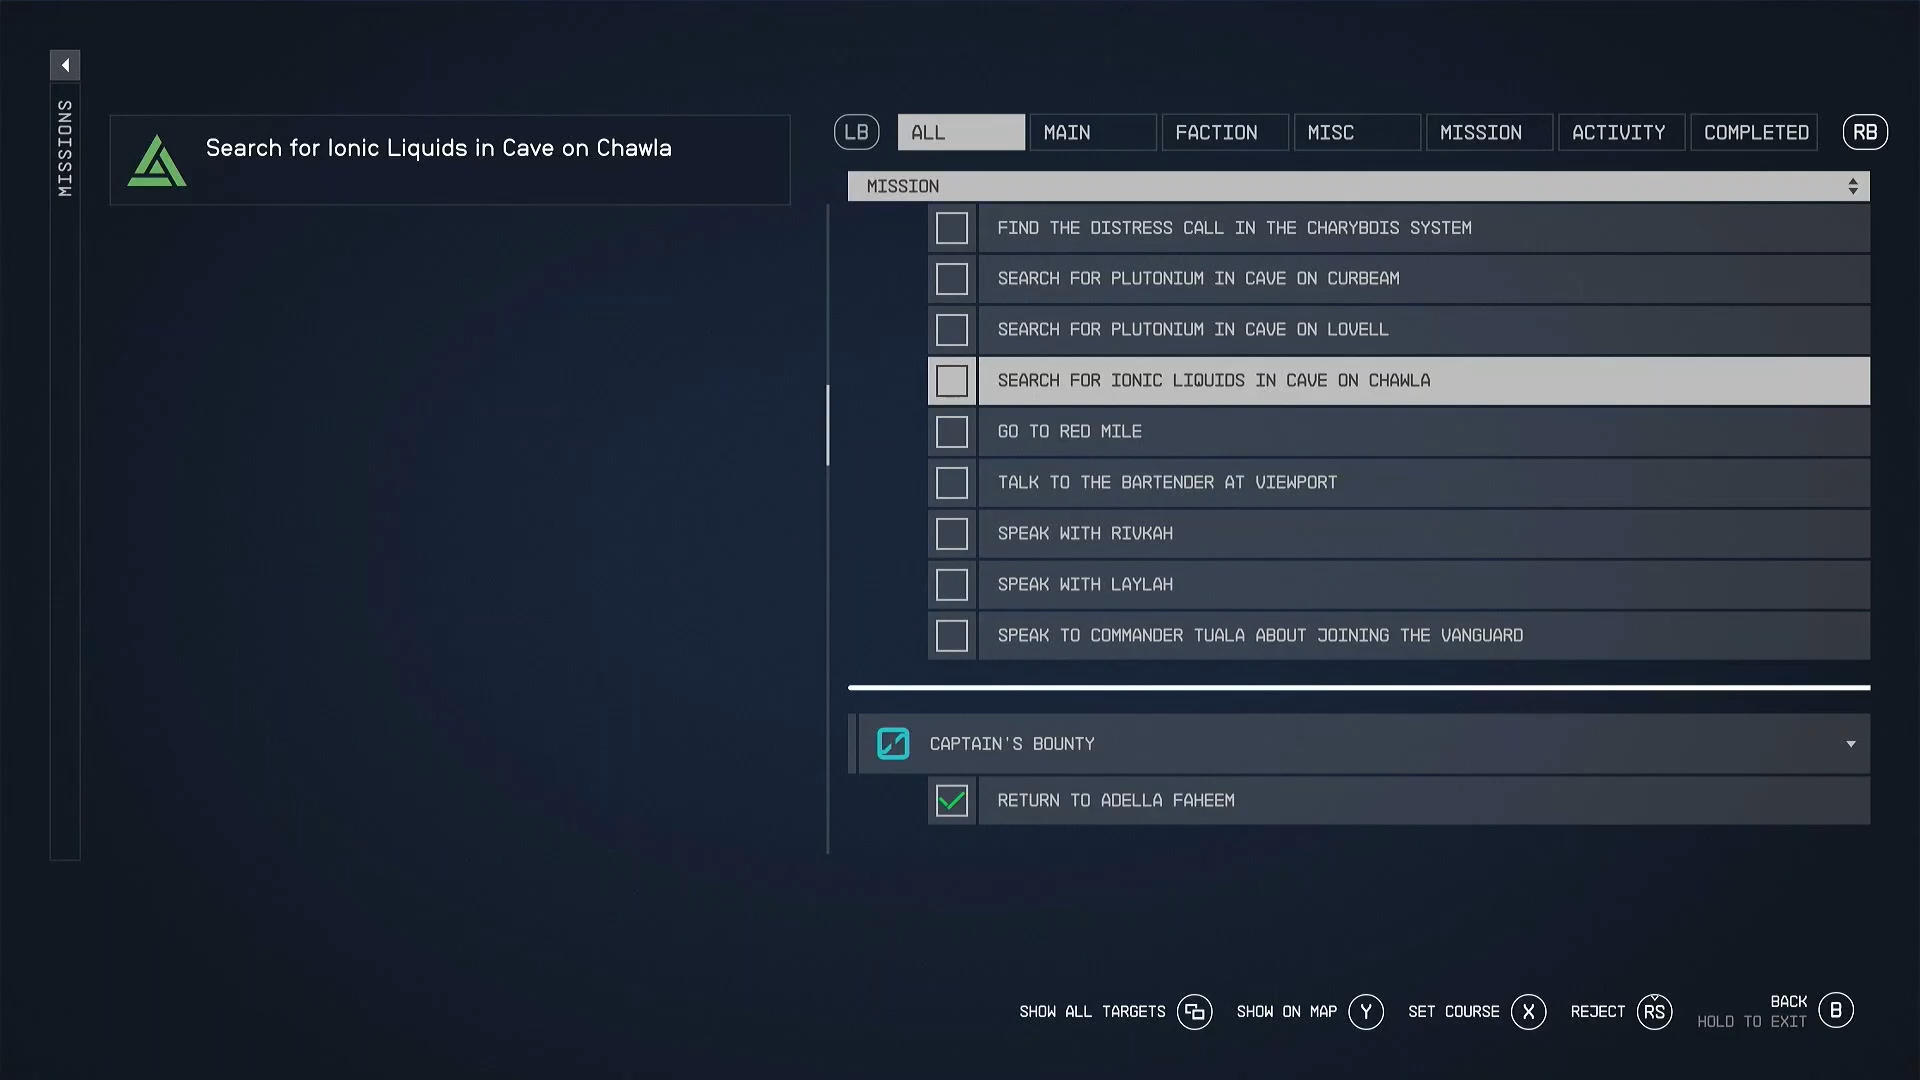 MISSIONS
Search for Ionic Liquids in Cave on Chawla
LB ALL MAIN FACTION MISC MISSION ACTIVITY COMPLETED RB
MISSION
FIND THE DISTRESS CALL IN THE CHARYBDIS SYSTEM
SEARCH FOR PLUTONIUM IN CAVE ON CURBEAM
SEARCH FOR PLUTONIUM IN CAVE ON LOVELL
SEARCH FOR IONIC LIQUIDS IN CAVE ON CHAWLA
GO TO RED MILE
TALK TO THE BARTENDER AT VIEWPORT
SPEAK WITH RIVKAH
SPEAK WITH LAYLAH
SPEAK TO COMMANDER TUALA ABOUT JOINING THE VANGUARD
CAPTAIN'S BOUNTY
RETURN TO ADELLA FAHEEM
SHOW ALL TARGETS SHOW ON MAP Y SET COURSE X REJECT RS BACK B
HOLD TO EXIT